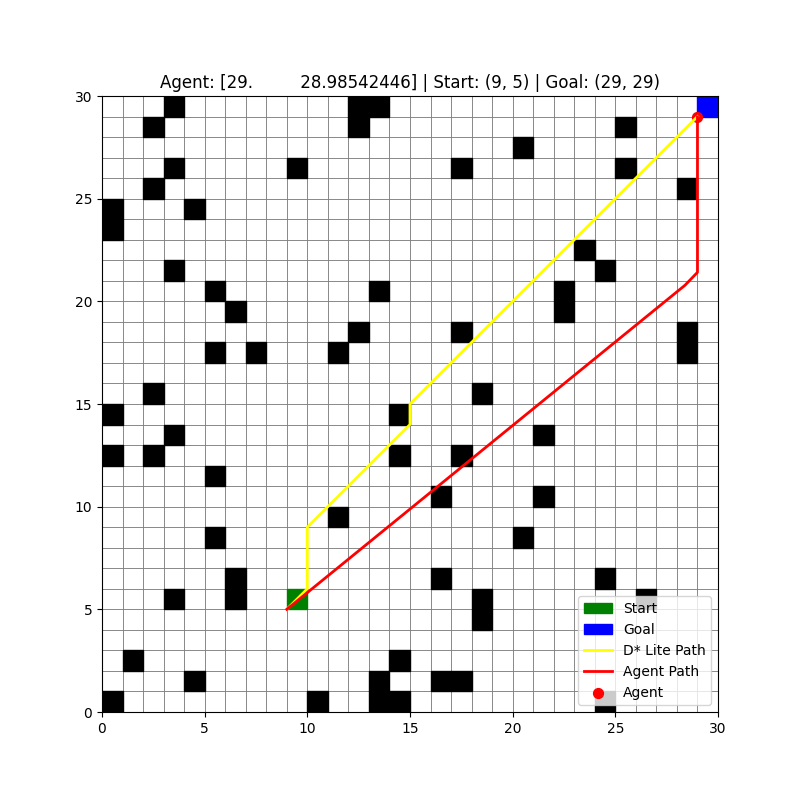 Agent: [29.          28.98542446] | Start: (9, 5) | Goal: (29, 29)
30
25
20
15
10
5
0
0 5 10 15 20 25 30
Start
Goal
D* Lite Path
Agent Path
Agent